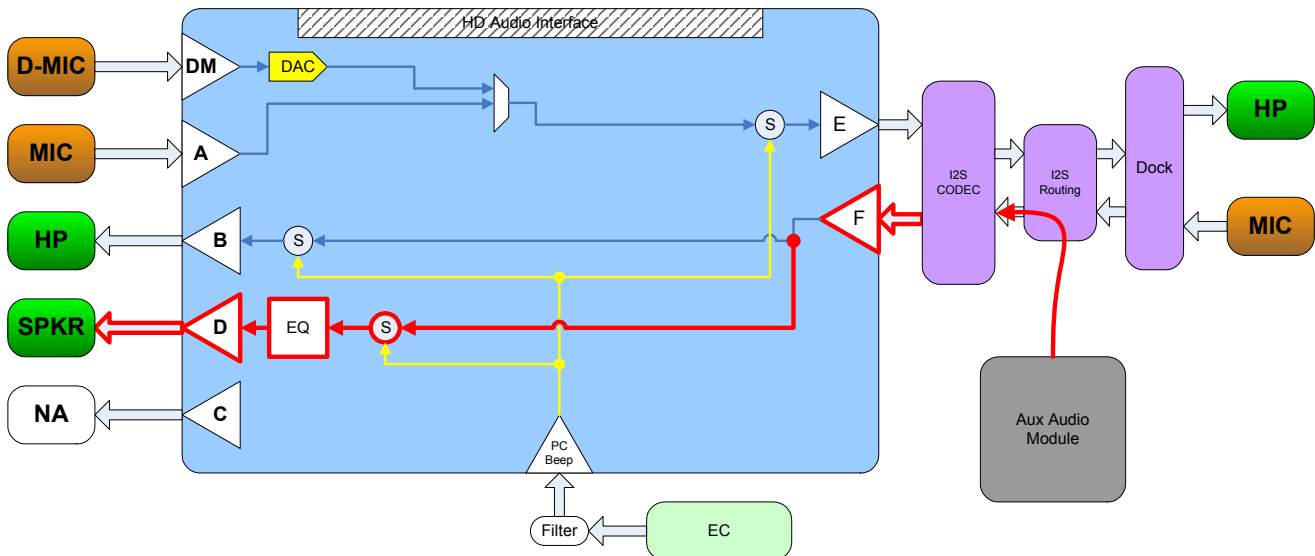 HD Audio Interface
D-MIC
DM
DAC
MIC
A
S
E
I2S
CODEC
I2S
Routing
Dock
HP
MIC
HP
B
S
F
SPKR
D
EQ
S
NA
C
PC
Beep
Aux Audio
Module
Filter
EC